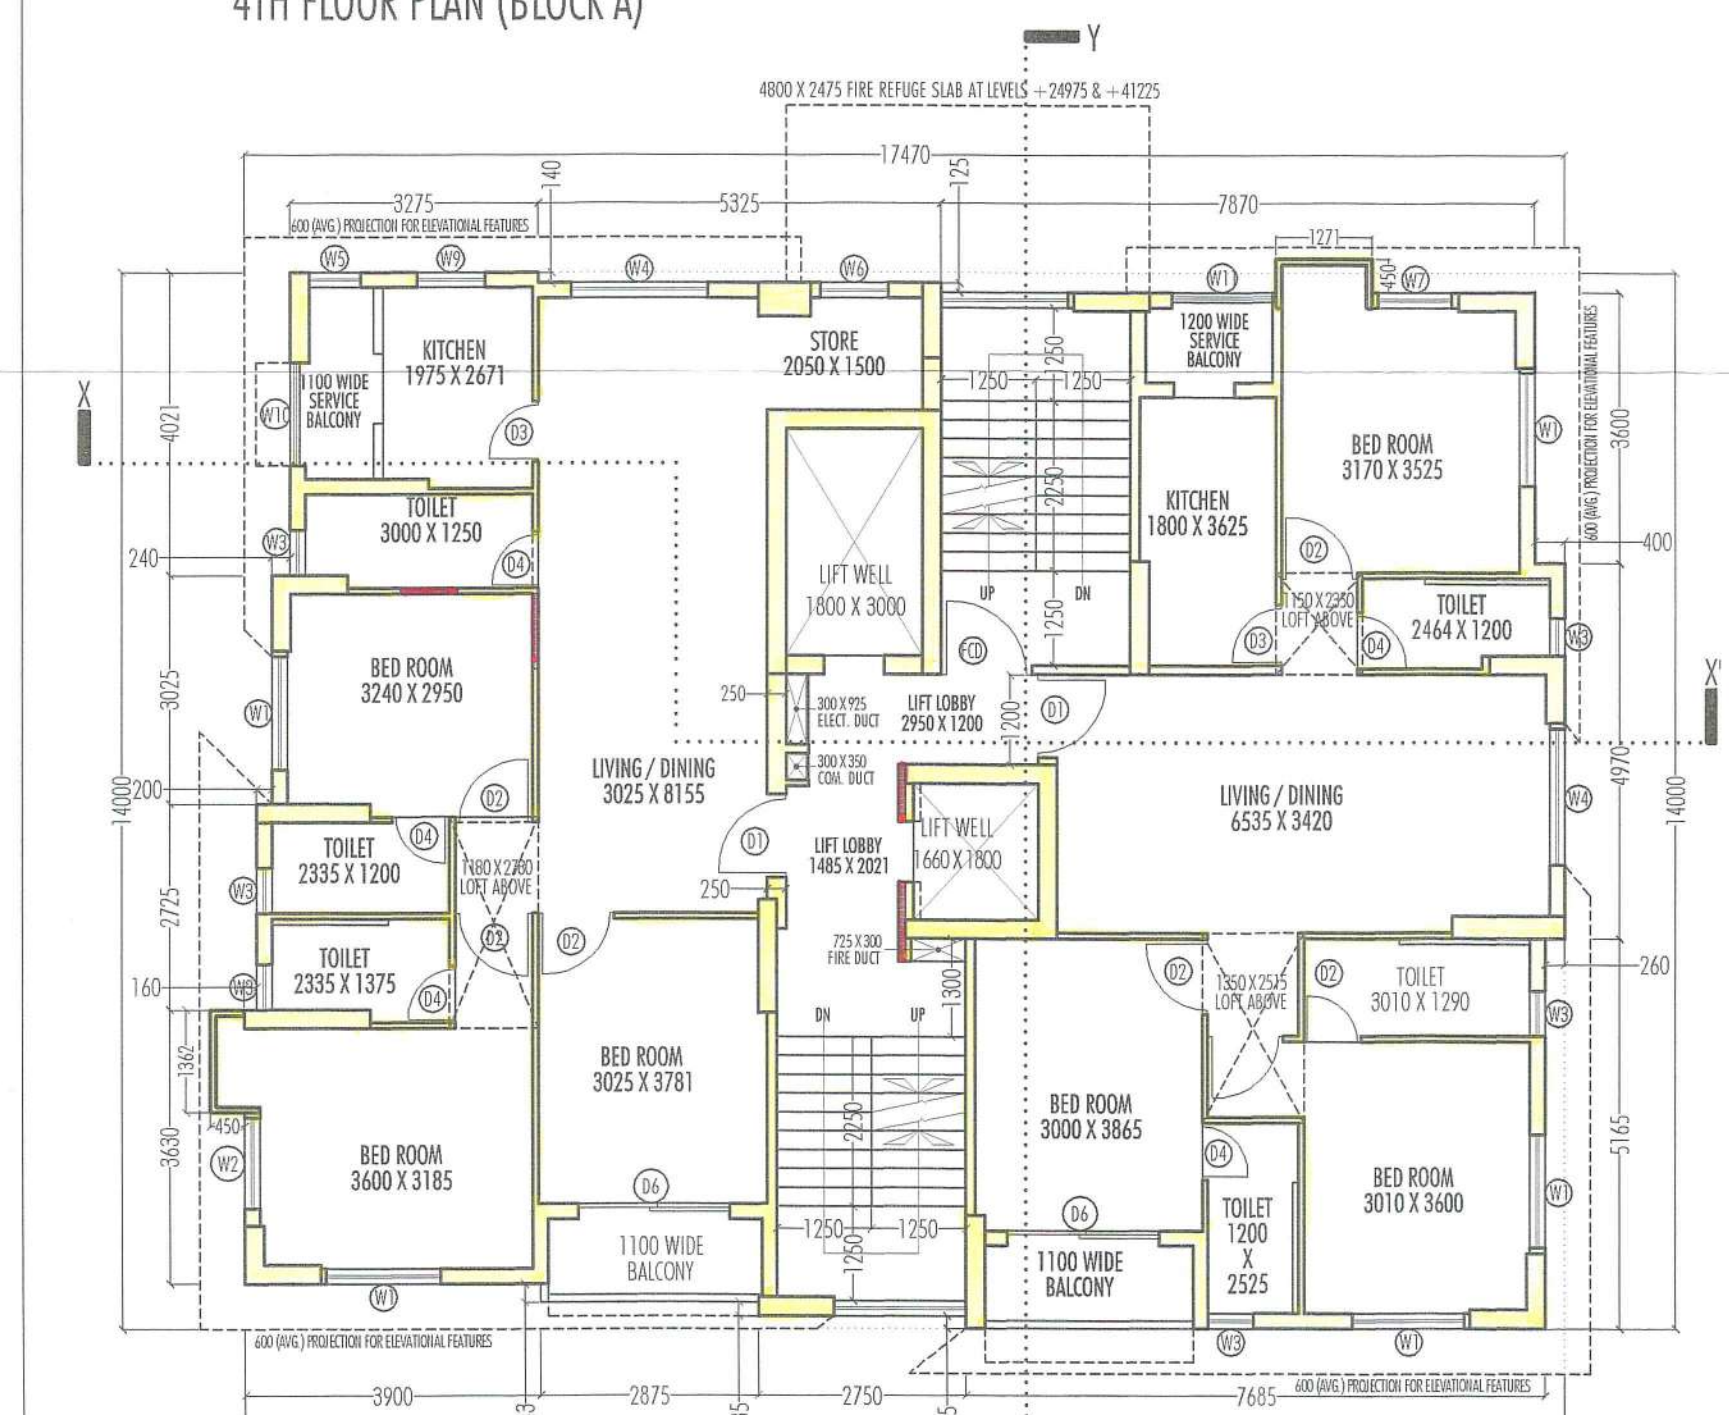 4TH FLOOR PLAN (BLOCK A)
Y
4800 X 2475 FIRE REFUGE SLAB AT LEVELS +24975 & +41225
17470
140
125
3275
5325
7870
600 (AVG.) PROJECTION FOR ELEVATIONAL FEATURES
1271
450
W5
W9
W4
W6
W1
W7
KITCHEN
1975 X 2671
1100 WIDE
SERVICE
BALCONY
W10
D3
STORE
2050 X 1500
1250
1250
1250
1200 WIDE
SERVICE
BALCONY
BED ROOM
3170 X 3525
W1
3600
600 (AVG.) PROJECTION FOR ELEVATIONAL FEATURES
X
4021
TOILET
3000 X 1250
W3
D4
240
LIFT WELL
1800 X 3000
2250
UP
DN
1250
KITCHEN
1800 X 3625
D2
1150 X 2350
LOFT ABOVE
D3
D4
TOILET
2464 X 1200
W3
400
BED ROOM
3240 X 2950
W1
3025
D2
FCD
250
300 X 925
ELECT. DUCT
LIFT LOBBY
2950 X 1200
1200
D1
X'
300 X 350
COM. DUCT
LIVING / DINING
3025 X 8155
LIVING / DINING
6535 X 3420
W4
4970
14000
14000
200
TOILET
2335 X 1200
D4
W3
1180 X 2780
LOFT ABOVE
D1
LIFT LOBBY
1485 X 2021
LIFT WELL
1660 X 1800
250
2725
TOILET
2335 X 1375
D4
W3
160
D2
D2
725 X 300
FIRE DUCT
1300
D2
1350 X 2515
LOFT ABOVE
D2
TOILET
3010 X 1290
W3
260
DN
UP
1362
450
W2
3630
BED ROOM
3600 X 3185
BED ROOM
3025 X 3781
2250
BED ROOM
3000 X 3865
D4
TOILET
1200
X
2525
BED ROOM
3010 X 3600
W1
5165
D6
D6
1100 WIDE
BALCONY
1250
1250
1250
1100 WIDE
BALCONY
W1
W3
W1
600 (AVG.) PROJECTION FOR ELEVATIONAL FEATURES
600 (AVG.) PROJECTION FOR ELEVATIONAL FEATURES
3900
2875
2750
7685